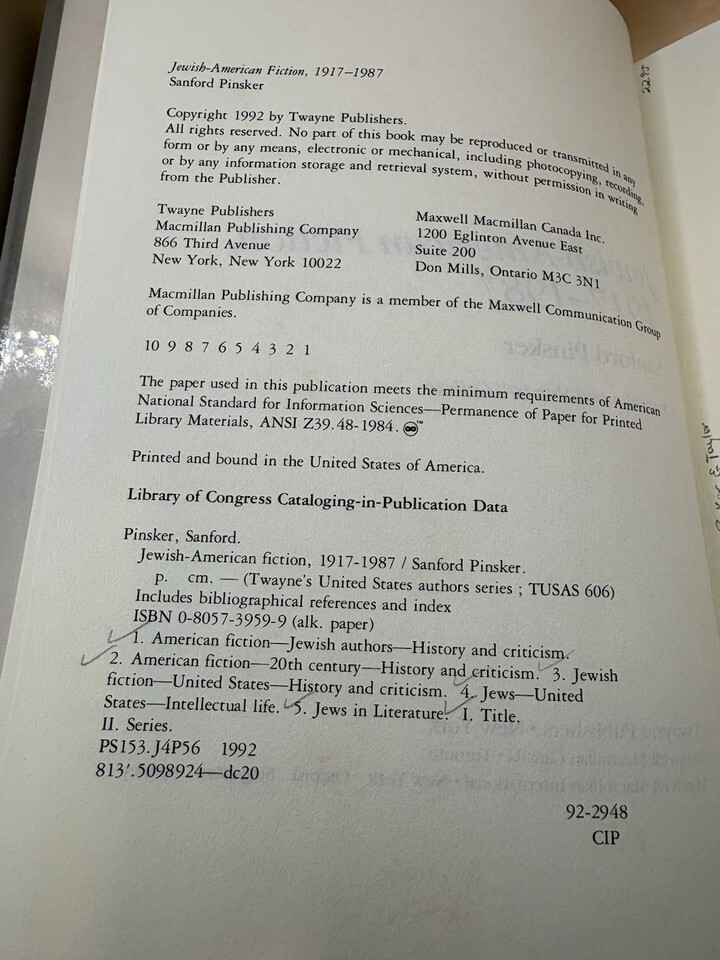 Jewish-American Fiction, 1917–1987
Sanford Pinsker
Copyright 1992 by Twayne Publishers.
All rights reserved. No part of this book may be reproduced or transmitted in any
form or by any means, electronic or mechanical, including photocopying, recording,
or by any information storage and retrieval system, without permission in writing
from the Publisher.
Twayne Publishers
Macmillan Publishing Company
866 Third Avenue
New York, New York 10022
Maxwell Macmillan Canada Inc.
1200 Eglinton Avenue East
Suite 200
Don Mills, Ontario M3C 3N1
Macmillan Publishing Company is a member of the Maxwell Communication Group
of Companies.
10 9 8 7 6 5 4 3 2 1
The paper used in this publication meets the minimum requirements of American
National Standard for Information Sciences—Permanence of Paper for Printed
Library Materials, ANSI Z39.48-1984. ♾™
Printed and bound in the United States of America.
Library of Congress Cataloging-in-Publication Data
Pinsker, Sanford.
Jewish-American fiction, 1917-1987 / Sanford Pinsker.
p. cm. — (Twayne's United States authors series ; TUSAS 606)
Includes bibliographical references and index
ISBN 0-8057-3959-9 (alk. paper)
1. American fiction—Jewish authors—History and criticism.
2. American fiction—20th century—History and criticism. 3. Jewish
fiction—United States—History and criticism. 4. Jews—United
States—Intellectual life. 5. Jews in Literature. I. Title.
II. Series.
PS153.J4P56 1992
813'.5098924—dc20
92-2948
CIP
22.95
& Taylor